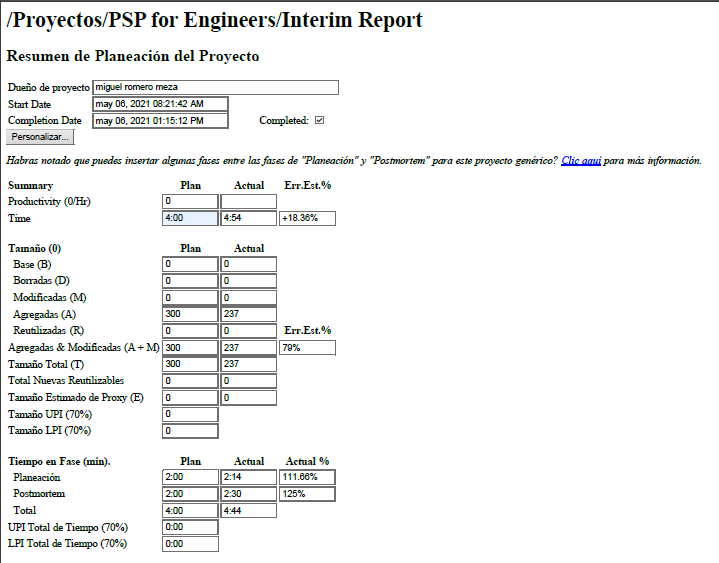 /Proyectos/PSP for Engineers/Interim Report
Resumen de Planeación del Proyecto
Dueño de proyecto miguel romero meza
Start Date may 06, 2021 08:21:42 AM
Completion Date may 06, 2021 01:15:12 PM Completed:
Personalizar...
Habras notado que puedes insertar algunas fases entre las fases de "Planeación" y "Postmortem" para este proyecto genérico? Clic aquí para más información.
Summary Plan Actual Err.Est.%
Productivity (0/Hr) 0
Time 4:00 4:54 +18.36%
Tamaño (0) Plan Actual
Base (B) 0 0
Borradas (D) 0 0
Modificadas (M) 0 0
Agregadas (A) 300 237
Reutilizadas (R) 0 0 Err.Est.%
Agregadas & Modificadas (A + M) 300 237 79%
Tamaño Total (T) 300 237
Total Nuevas Reutilizables 0 0
Tamaño Estimado de Proxy (E) 0 0
Tamaño UPI (70%) 0
Tamaño LPI (70%) 0
Tiempo en Fase (min). Plan Actual Actual %
Planeación 2:00 2:14 111.66%
Postmortem 2:00 2:30 125%
Total 4:00 4:44
UPI Total de Tiempo (70%) 0:00
LPI Total de Tiempo (70%) 0:00